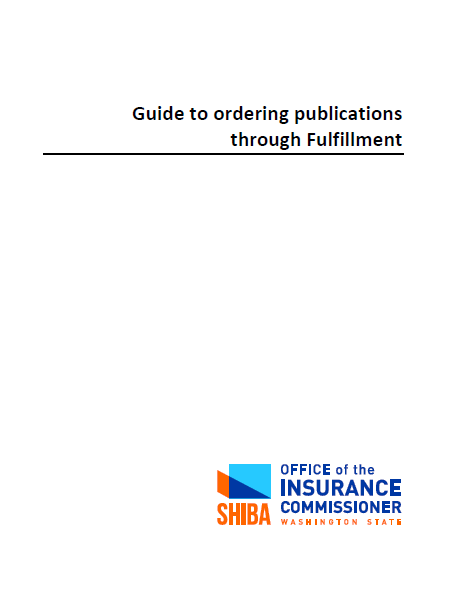 Guide to ordering publications
through Fulfillment
SHIBA
OFFICE of the
INSURANCE
COMMISSIONER
WASHINGTON STATE